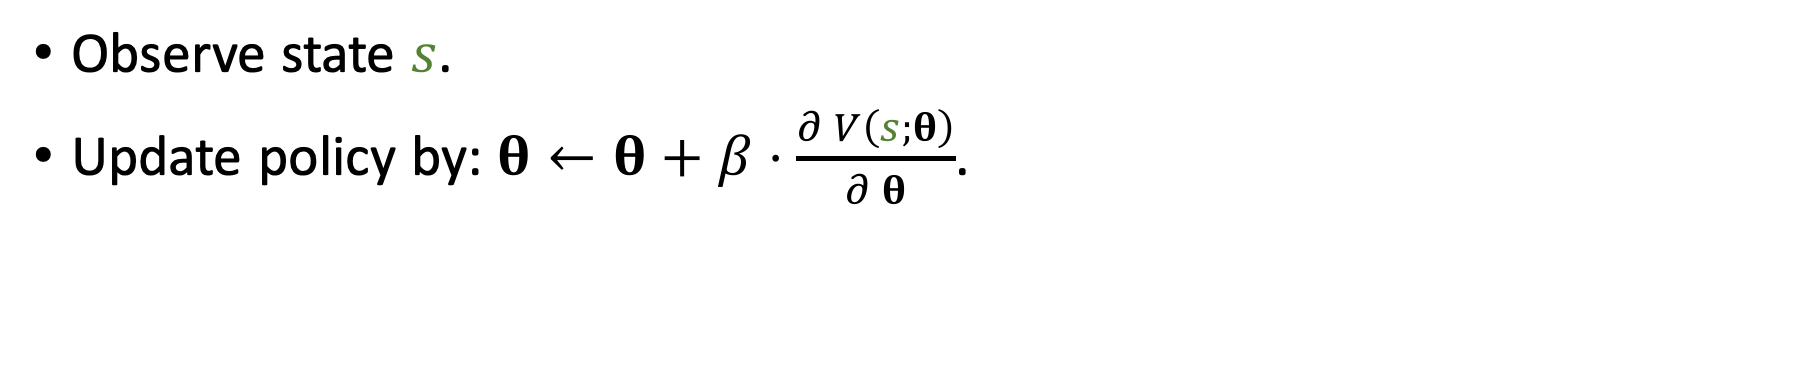 • Observe state s.
• Update policy by: θ ← θ + β · ∂ V(s;θ) / ∂ θ.